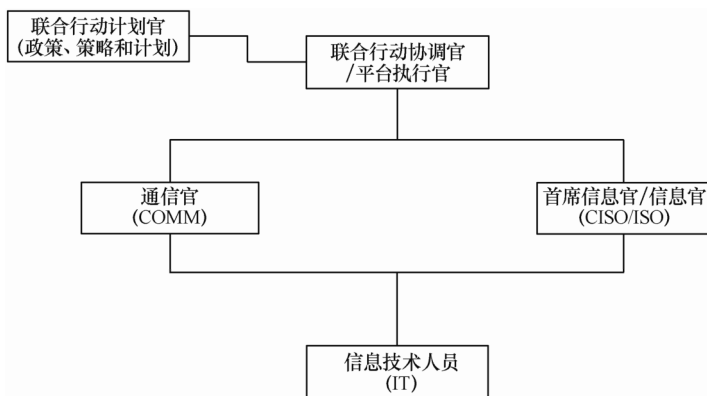 联合行动计划官
(政策、策略和计划)
联合行动协调官
/平台执行官
通信官
(COMM)
首席信息官/信息官
(CISO/ISO)
信息技术人员
(IT)